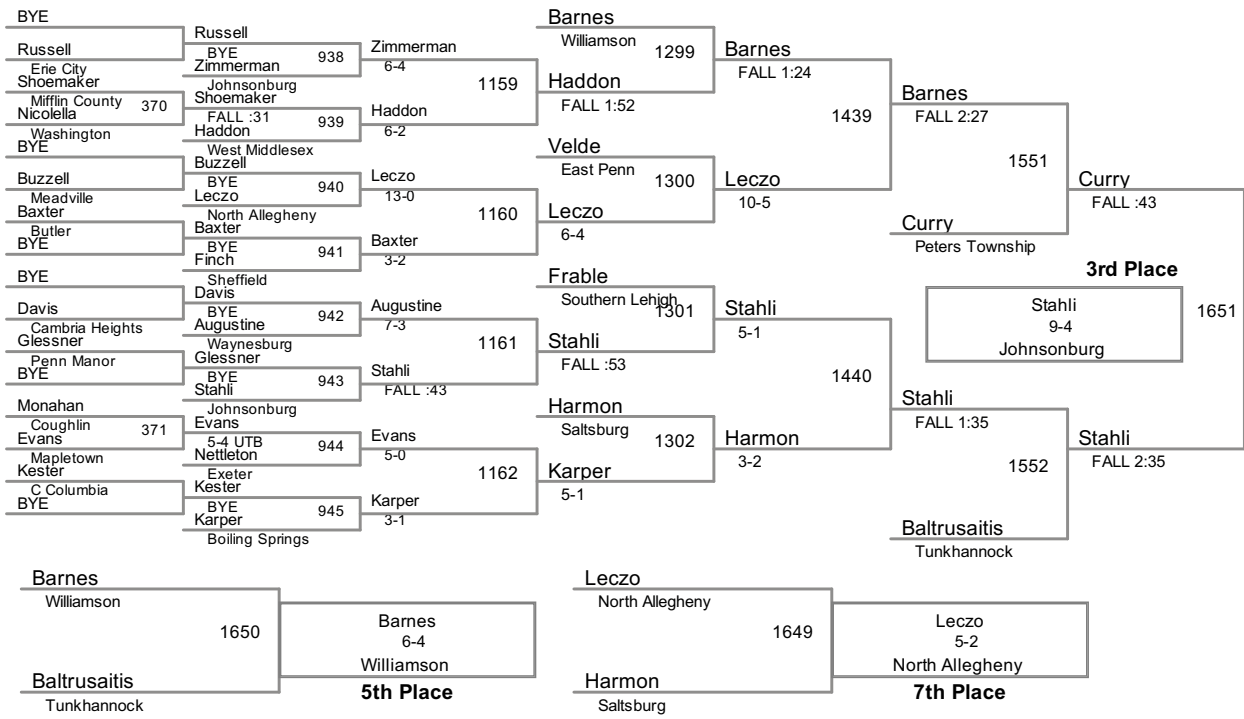 BYE
Russell
Erie City
Shoemaker
Mifflin County
370
Nicolella
Washington
BYE
Buzzell
Meadville
Baxter
Butler
BYE
BYE
Davis
Cambria Heights
Glessner
Penn Manor
BYE
Monahan
Coughlin
371
Evans
Mapletown
Kester
C Columbia
BYE
Russell
BYE
938
Zimmerman
Johnsonburg
Shoemaker
FALL :31
939
Haddon
West Middlesex
Buzzell
BYE
940
Leczo
North Allegheny
Baxter
BYE
941
Finch
Sheffield
Davis
BYE
942
Augustine
Waynesburg
Glessner
BYE
943
Stahli
Johnsonburg
Evans
5-4 UTB
944
Nettleton
Exeter
Kester
BYE
945
Karper
Boiling Springs
Zimmerman
6-4
1159
Haddon
6-2
Leczo
13-0
1160
Baxter
3-2
Augustine
7-3
1161
Stahli
FALL :43
Evans
5-0
1162
Karper
3-1
Barnes
Williamson
1299
Haddon
FALL 1:52
Velde
East Penn
1300
Leczo
6-4
Frable
Southern Lehigh
1301
Stahli
FALL :53
Harmon
Saltsburg
1302
Karper
5-1
Barnes
FALL 1:24
1439
Leczo
10-5
Stahli
5-1
1440
Harmon
3-2
Barnes
FALL 2:27
1551
Curry
Peters Township
Stahli
FALL 1:35
1552
Baltrusaitis
Tunkhannock
Curry
FALL :43
3rd Place
Stahli
9-4
Johnsonburg
1651
Stahli
FALL 2:35
Barnes
Williamson
1650
Baltrusaitis
Tunkhannock
Barnes
6-4
Williamson
5th Place
Leczo
North Allegheny
1649
Harmon
Saltsburg
Leczo
5-2
North Allegheny
7th Place